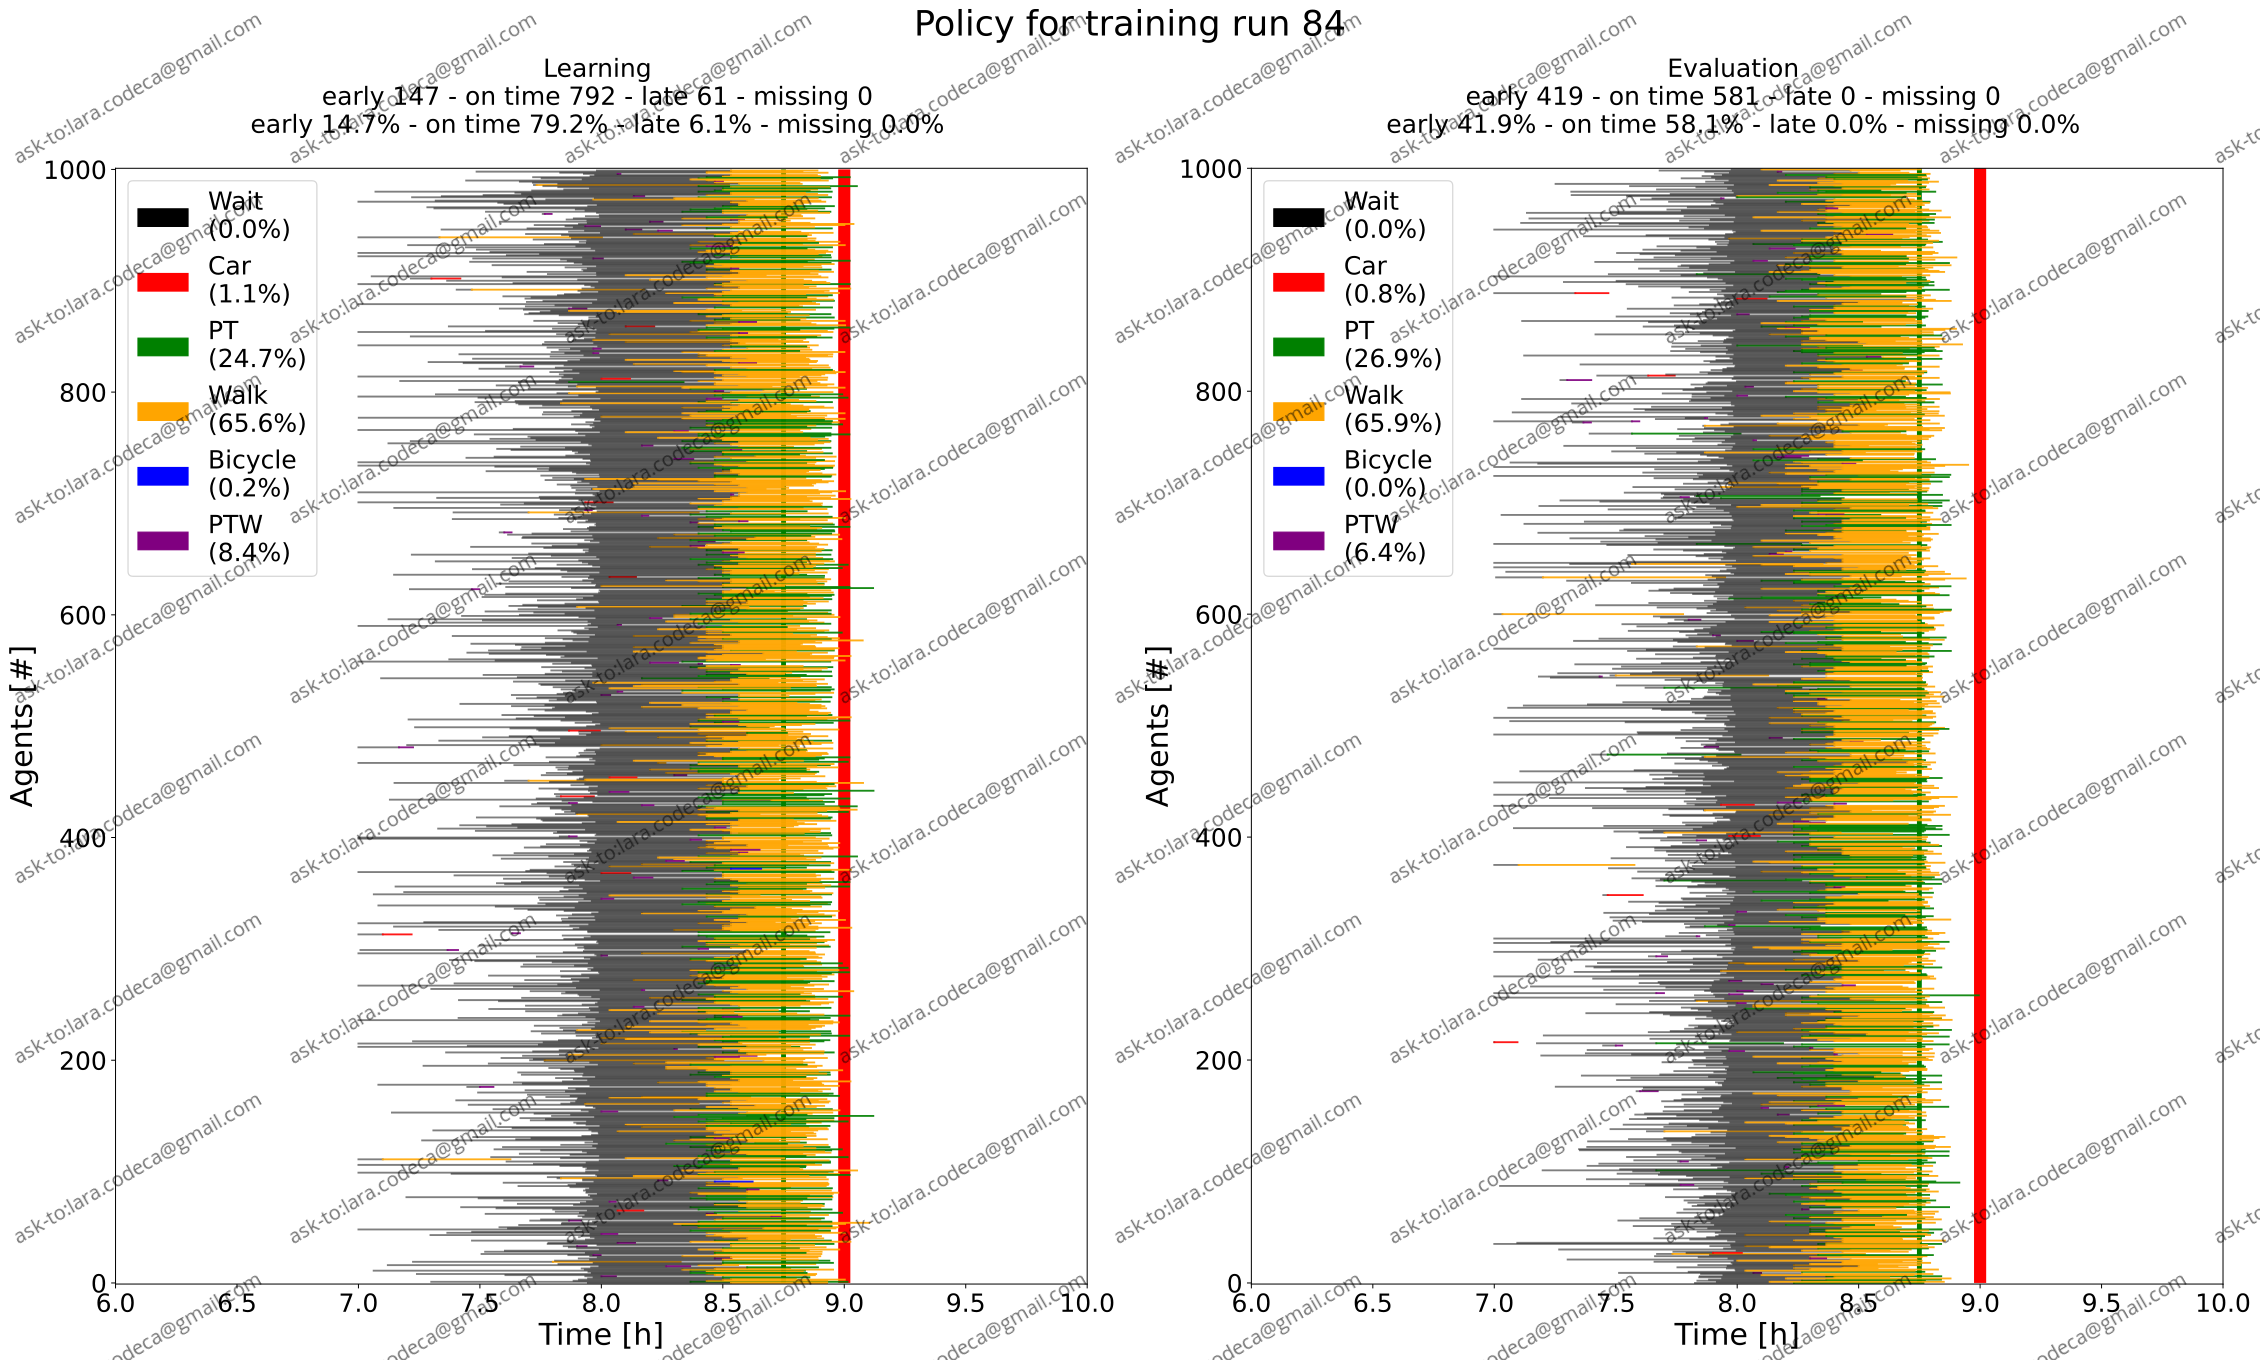 Policy for training run 84
Learning
early 147 - on time 792 - late 61 - missing 0
early 14.7% - on time 79.2% - late 6.1% - missing 0.0%
Evaluation
early 419 - on time 581 - late 0 - missing 0
early 41.9% - on time 58.1% - late 0.0% - missing 0.0%
Agents [#]
1000
800
600
400
200
0
Wait
(0.0%)
Car
(1.1%)
PT
(24.7%)
Walk
(65.6%)
Bicycle
(0.2%)
PTW
(8.4%)
6.0 6.5 7.0 7.5 8.0 8.5 9.0 9.5 10.0
Time [h]
Agents [#]
1000
800
600
400
200
0
Wait
(0.0%)
Car
(0.8%)
PT
(26.9%)
Walk
(65.9%)
Bicycle
(0.0%)
PTW
(6.4%)
6.0 6.5 7.0 7.5 8.0 8.5 9.0 9.5 10.0
Time [h]
ask-to:lara.codeca@gmail.com